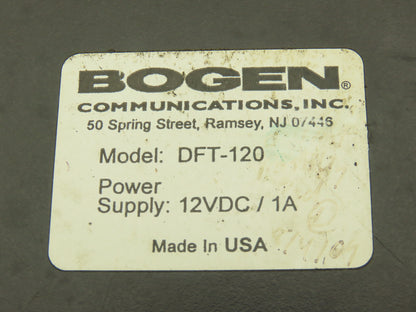 BOGEN®
COMMUNICATIONS, INC.
50 Spring Street, Ramsey, NJ 07446
Model: DFT-120
Power
Supply: 12VDC / 1A
Made In USA